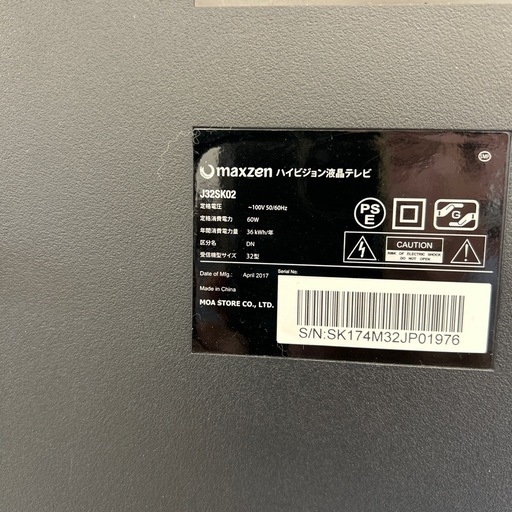 maxzen ハイビジョン液晶テレビ
J32SK02
定格電圧 ~100V 50/60Hz
定格消費電力 60W
年間消費電力量 36 kWh/年
区分名 DN
受信機型サイズ 32型
PS
E
G
CAUTION
RISK OF ELECTRIC SHOCK
DO NOT OPEN
Date of Mfg.: April 2017
Serial No:
Made in China
MOA STORE CO., LTD.
S/N:SK174M32JP01976